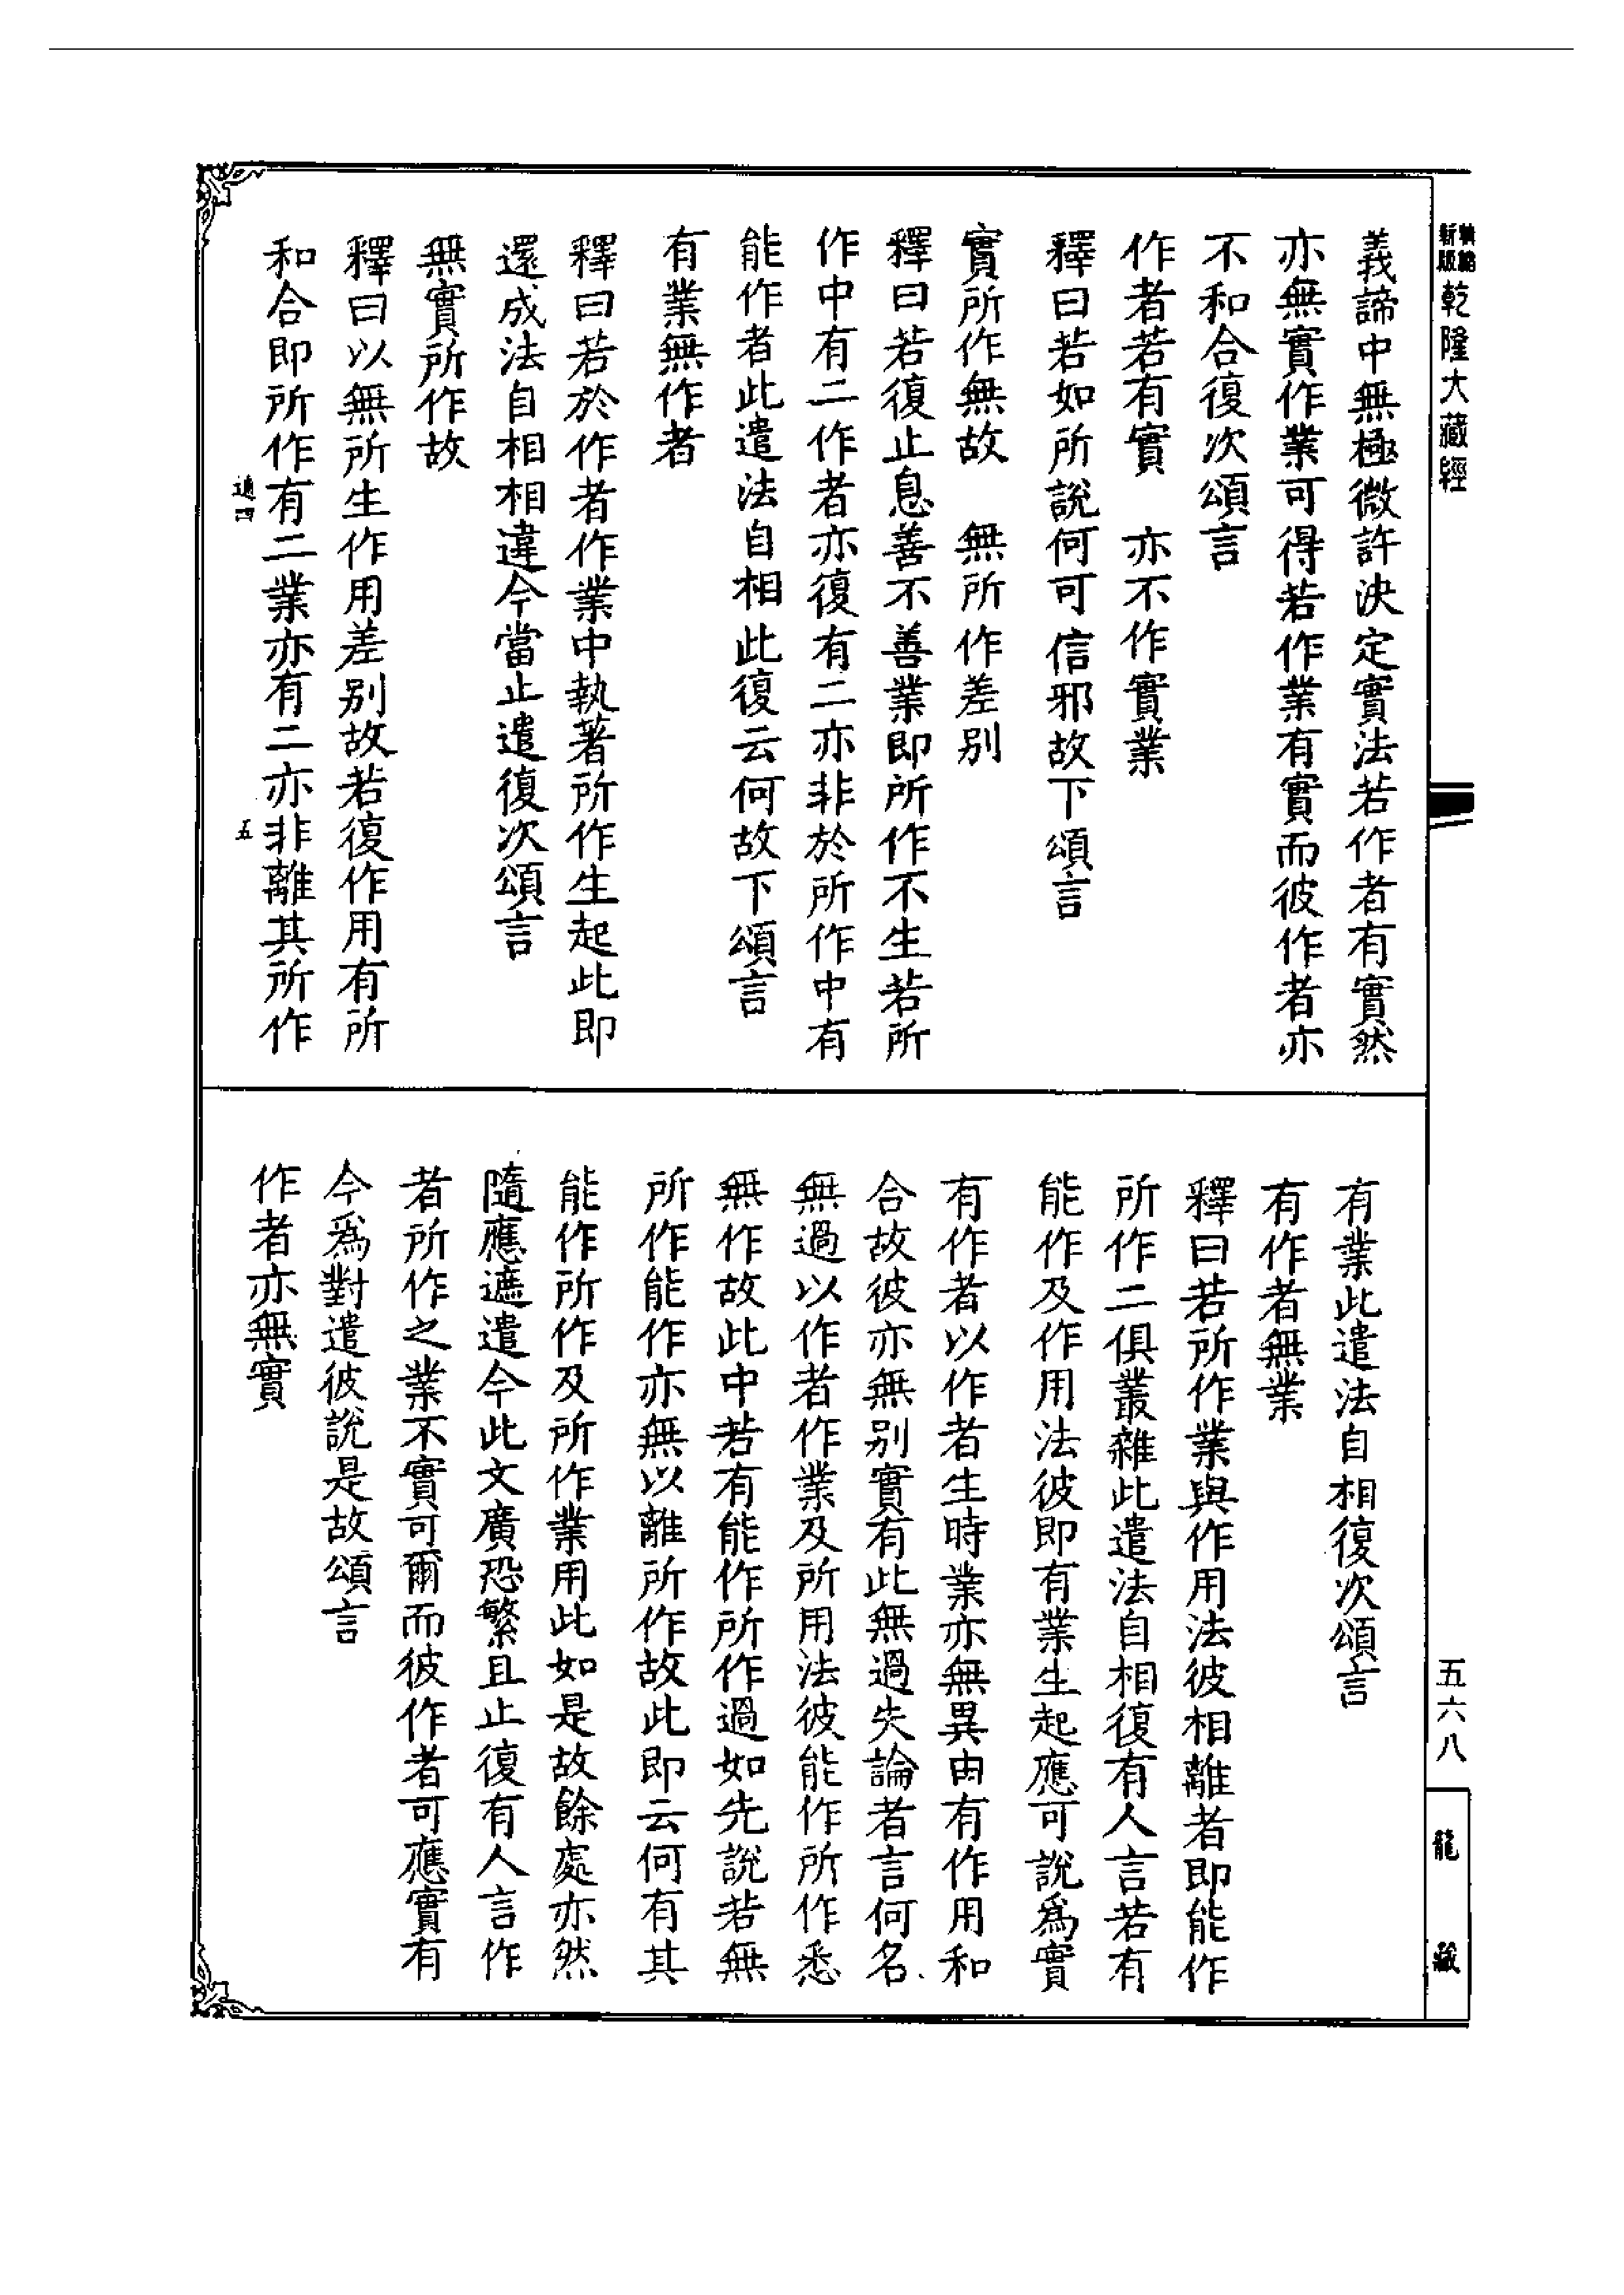 新版
乾隆大藏經
義諦中無極微許決定實法若作者有實然
亦無實作業可得若作業有實而彼作者亦
不和合復次頌言
作者若有實　亦不作實業
釋曰若如所說何可信邪故下頌言
實所作無故　無所作差別
釋曰若復止息善不善業即所作不生若所
作中有二作者亦復有二亦非於所作中有
能作者此遣法自相此復云何故下頌言
有業無作者
釋曰若於作者作業中執著所作生起此即
還成法自相相違今當止遣復次頌言
無實所作故
釋曰以無所生作用差別故若復作用有所
和合即所作有二業亦有二亦非離其所作
適四
五
有業此遣法自相復次頌言
有作者無業
釋曰若所作業與作用法彼相離者即能作
所作二俱叢雜此遣法自相復有人言若有
能作及作用法彼即有業生起應可說爲實
有作者以作者生時業亦無異由有作用和
合故彼亦無別實有此無過失論者言何名
無過以作者作業及所用法彼能作所作悉
無作故此中若有能作所作過如先說若無
所作能作亦無以離所作故此即云何有其
能作所作及所作業用此如是故餘處亦然
隨應遮遣今此文廣恐繁且止復有人言作
者所作之業不實可爾而彼作者可應實有
今爲對遣彼說是故頌言
作者亦無實
五六八
龍藏